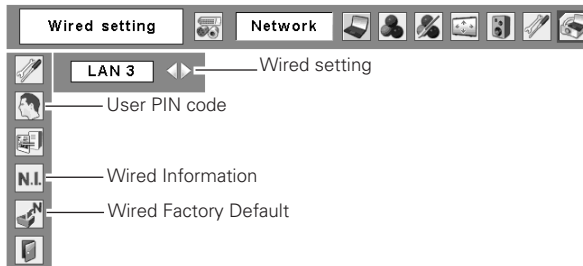 Wired setting
Network
LAN 3
Wired setting
User PIN code
N.I.
Wired Information
N
Wired Factory Default